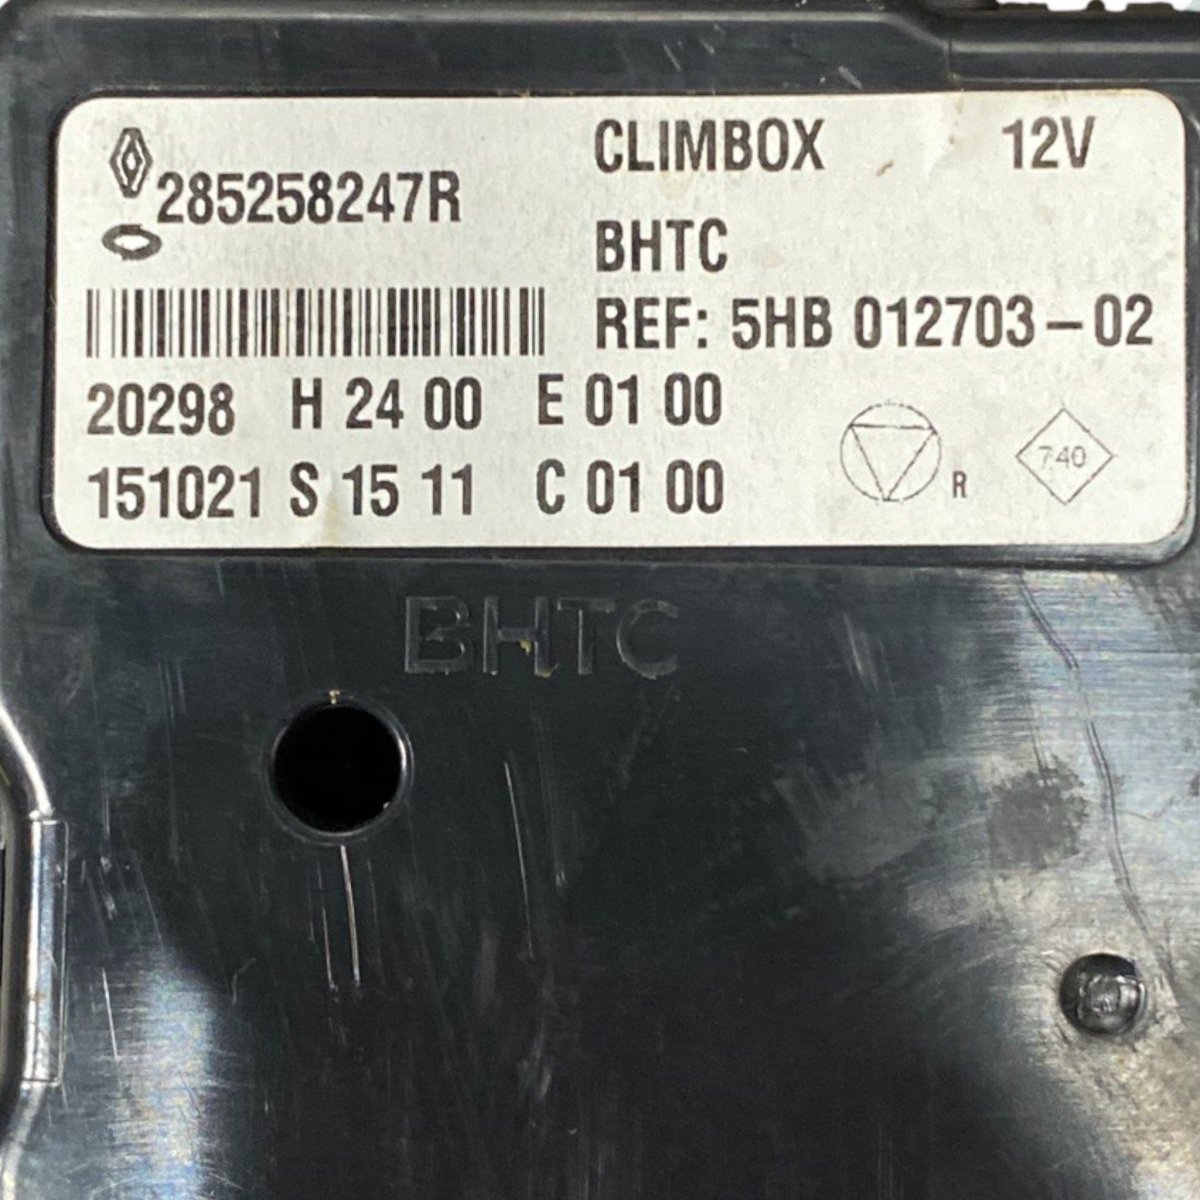 285258247R
CLIMBOX 12V
BHTC
REF: 5HB 012703-02
20298 H 24 00 E 01 00
151021 S 15 11 C 01 00
R
740
BHTC